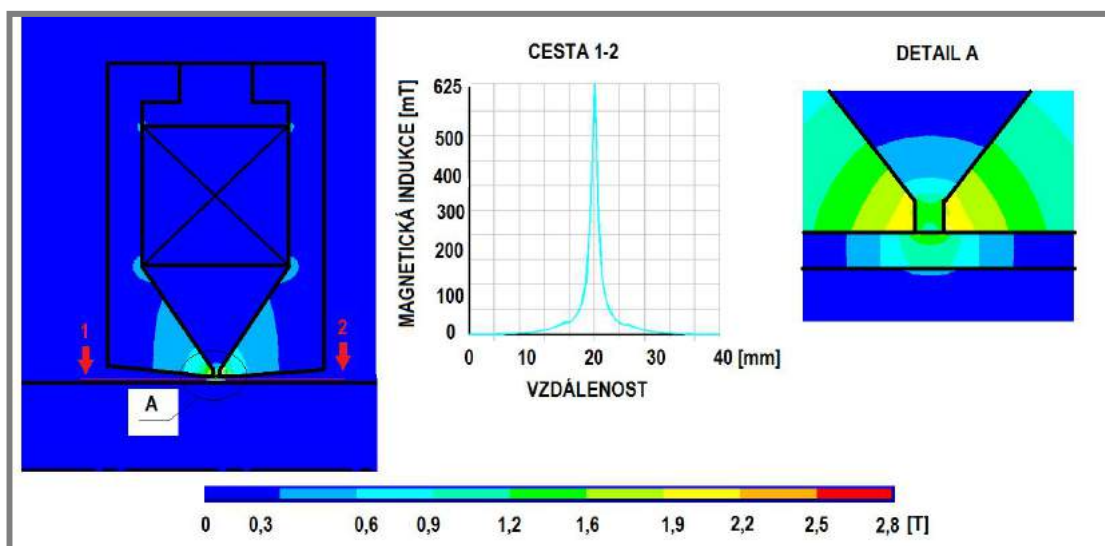 CESTA 1-2
DETAIL A
MAGNETICKÁ INDUKCE [mT]
625
500
400
300
200
100
0
0 10 20 30 40 [mm]
VZDÁLENOST
1
2
A
0 0,3 0,6 0,9 1,2 1,6 1,9 2,2 2,5 2,8 [T]